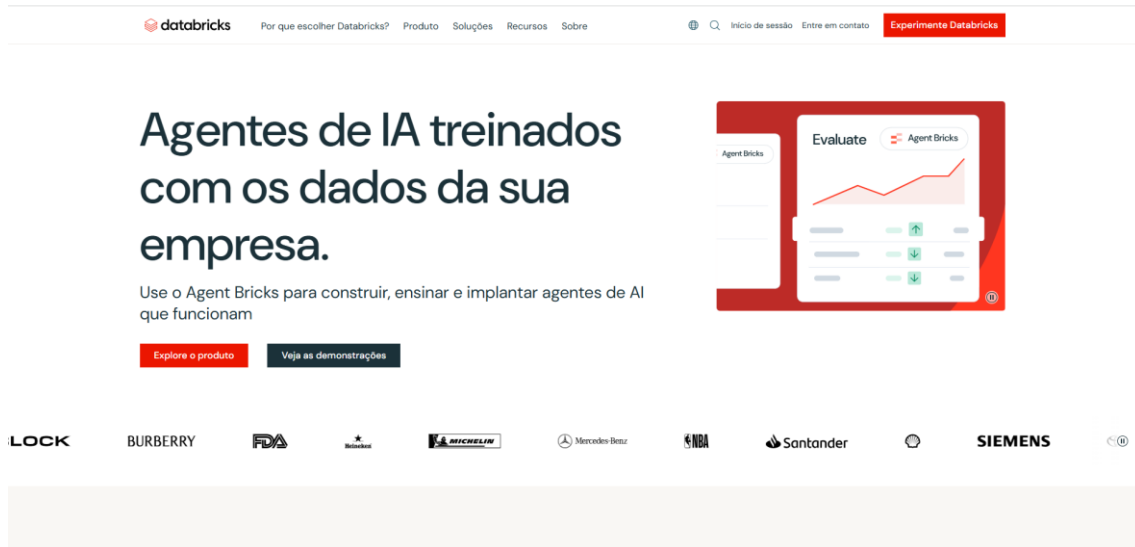 databricks
Por que escolher Databricks?
Produto
Soluções
Recursos
Sobre
Início de sessão
Entre em contato
Experimente Databricks
Agentes de IA treinados
com os dados da sua
empresa.
Use o Agent Bricks para construir, ensinar e implantar agentes de AI
que funcionam
Explore o produto
Veja as demonstrações
Agent Bricks
Evaluate
Agent Bricks
LOCK
BURBERRY
FDA
Heineken
MICHELIN
Mercedes-Benz
NBA
Santander
SIEMENS